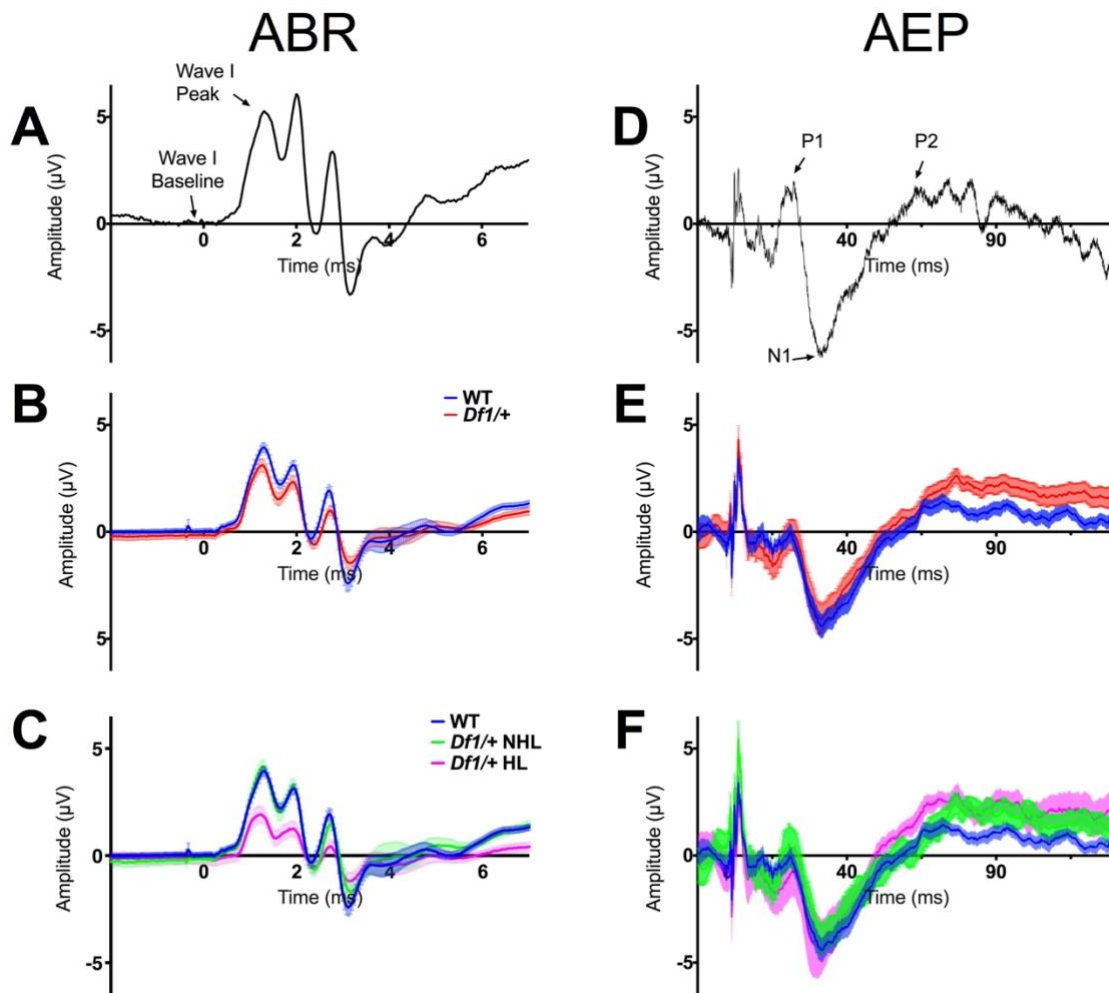 ABR
A
Wave I
Peak
Wave I
Baseline
Amplitude (µV)
5
0
-5
0
2
4
6
Time (ms)
B
WT
Df1/+
Amplitude (µV)
5
0
5
0
2
4
6
Time (ms)
C
WT
Df1/+ NHL
Df1/+ HL
Amplitude (µV)
5
0
-5
0
2
4
6
Time (ms)
AEP
D
P1
P2
N1
Amplitude (µV)
5
0
-5
40
90
Time (ms)
E
Amplitude (µV)
5
0
-5
40
90
Time (ms)
F
Amplitude (µV)
5
0
-5
40
90
Time (ms)